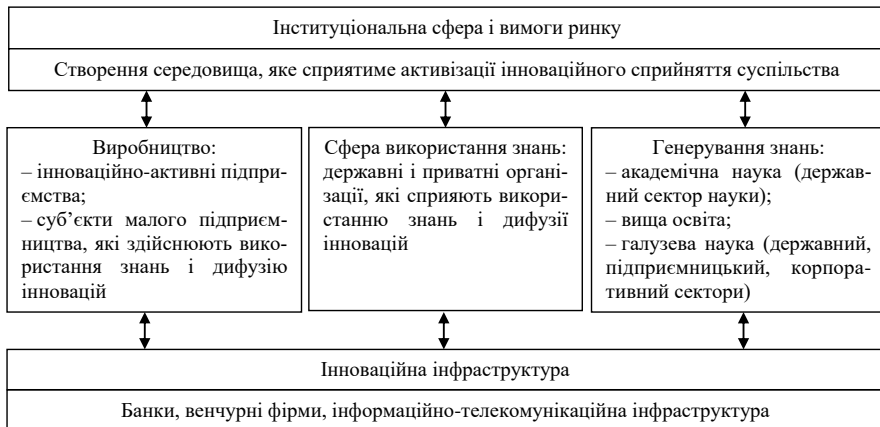 Інституціональна сфера і вимоги ринку
Створення середовища, яке сприятиме активізації інноваційного сприйняття суспільства
Виробництво:
– інноваційно-активні підпри-
ємства;
– суб’єкти малого підприєм-
ництва, які здійснюють вико-
ристання знань і дифузію
інновацій
Сфера використання знань:
державні і приватні органі-
зації, які сприяють викори-
станню знань і дифузії
інновацій
Генерування знань:
– академічна наука (держав-
ний сектор науки);
– вища освіта;
– галузева наука (державний,
підприємницький, корпора-
тивний сектори)
Інноваційна інфраструктура
Банки, венчурні фірми, інформаційно-телекомунікаційна інфраструктура